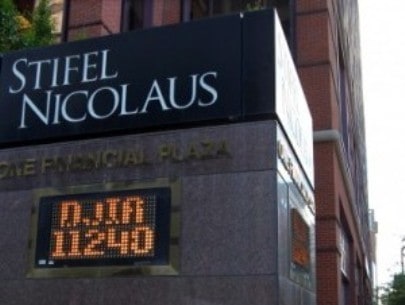 STIFEL
NICOLAUS
ONE FINANCIAL PLAZA
DJIA
11240